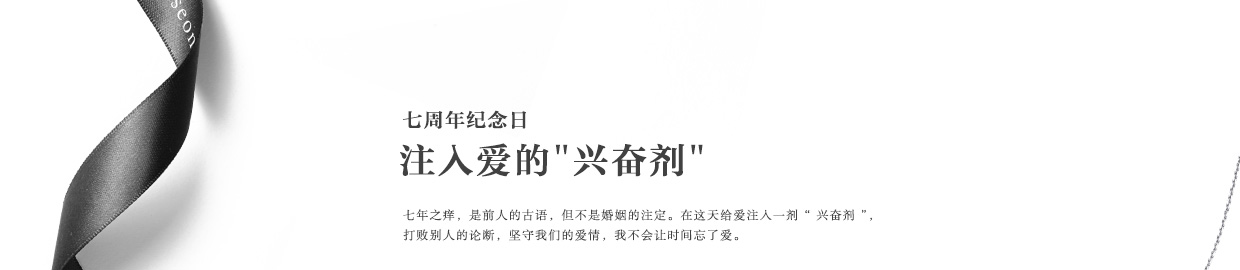 seon
七周年纪念日
注入爱的"兴奋剂"
七年之痒，是前人的古语，但不是婚姻的注定。在这天给爱注入一剂“ 兴奋剂 ”，
打败别人的论断，坚守我们的爱情，我不会让时间忘了爱。